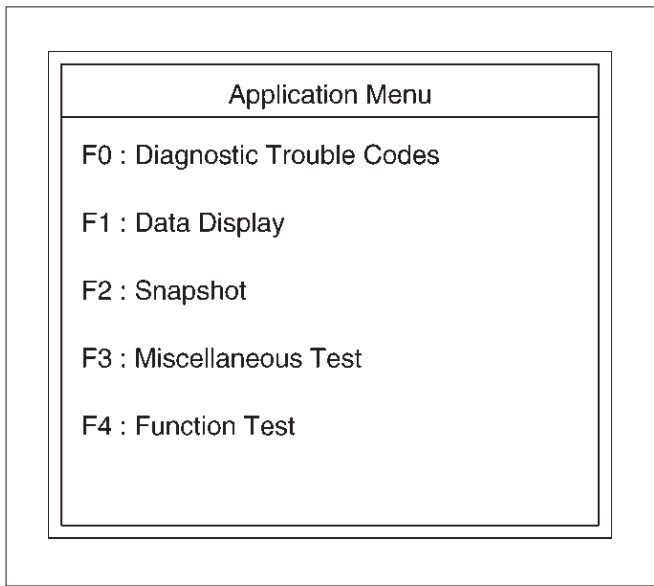 Application Menu
F0 : Diagnostic Trouble Codes
F1 : Data Display
F2 : Snapshot
F3 : Miscellaneous Test
F4 : Function Test